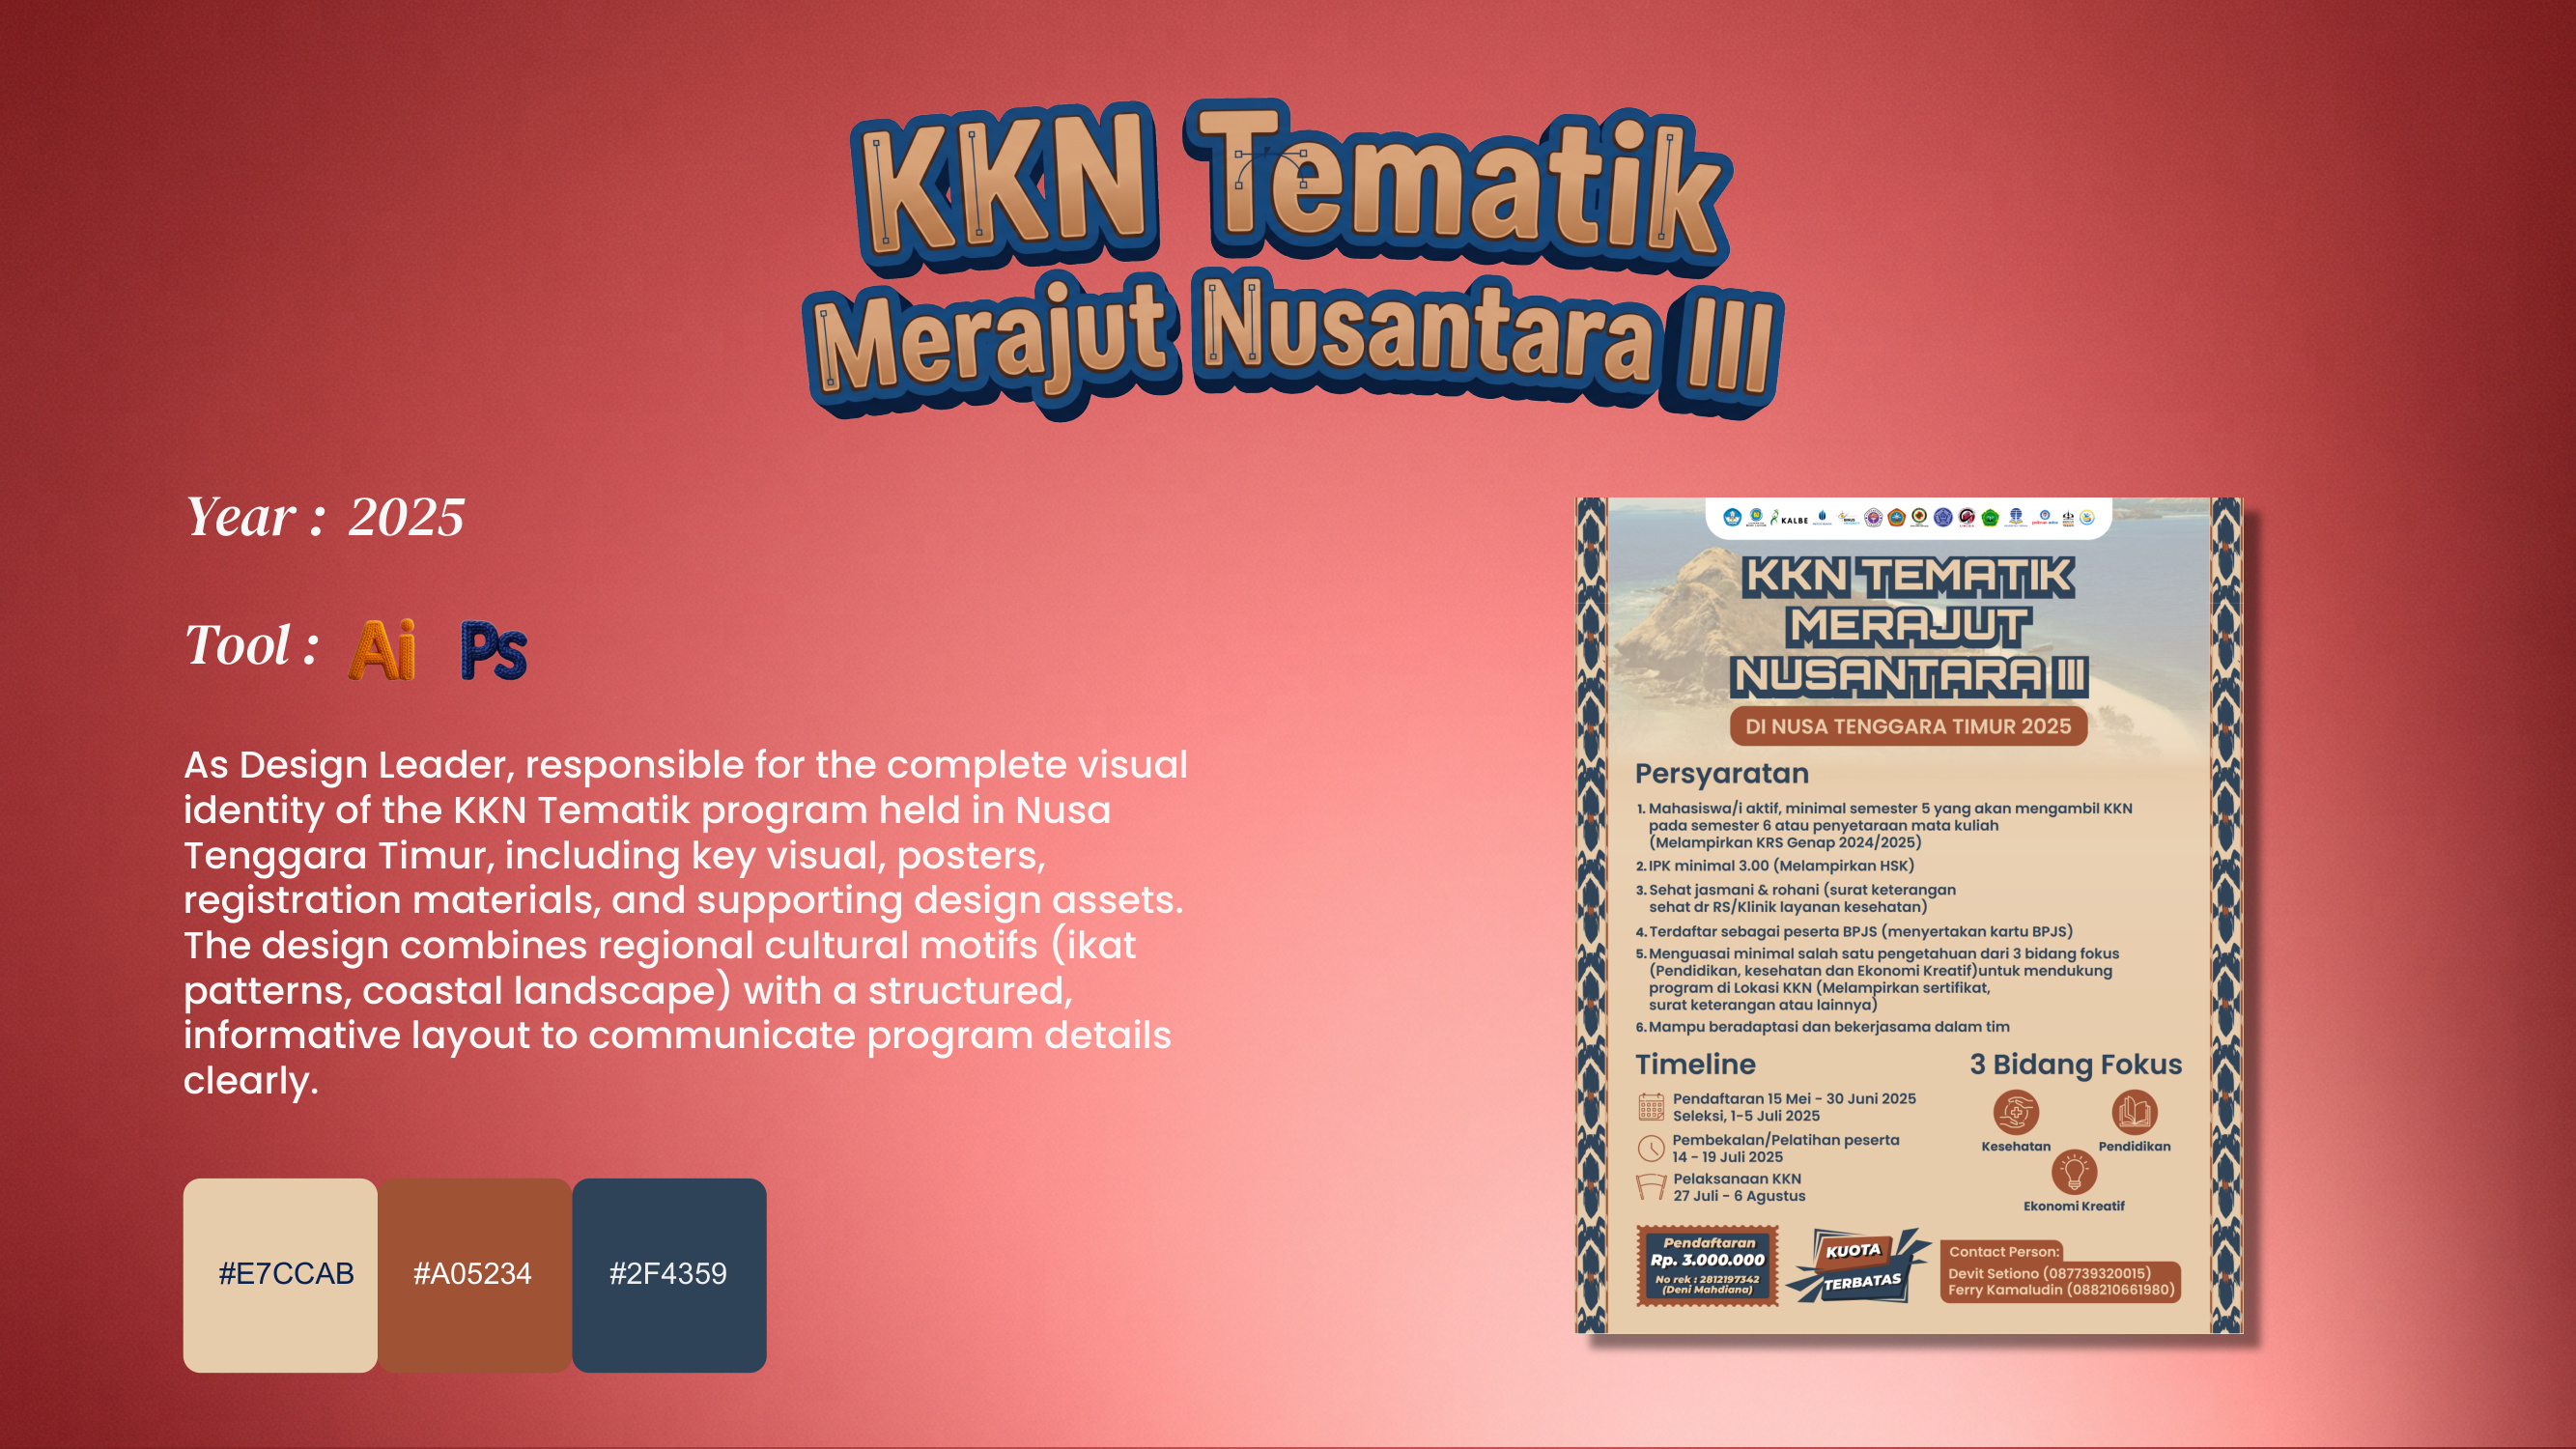 KKN Tematik
Merajut Nusantara III
Year : 2025
Tool : Ai Ps
As Design Leader, responsible for the complete visual
identity of the KKN Tematik program held in Nusa
Tenggara Timur, including key visual, posters,
registration materials, and supporting design assets.
The design combines regional cultural motifs (ikat
patterns, coastal landscape) with a structured,
informative layout to communicate program details
clearly.
#E7CCAB
#A05234
#2F4359
KALBE
KKN TEMATIK
MERAJUT
NUSANTARA III
DI NUSA TENGGARA TIMUR 2025
Persyaratan
1. Mahasiswa/i aktif, minimal semester 5 yang akan mengambil KKN
pada semester 6 atau penyetaraan mata kuliah
(Melampirkan KRS Genap 2024/2025)
2. IPK minimal 3.00 (Melampirkan HSK)
3. Sehat jasmani & rohani (surat keterangan
sehat dr RS/Klinik layanan kesehatan)
4. Terdaftar sebagai peserta BPJS (menyertakan kartu BPJS)
5. Menguasai minimal salah satu pengetahuan dari 3 bidang fokus
(Pendidikan, kesehatan dan Ekonomi Kreatif)untuk mendukung
program di Lokasi KKN (Melampirkan sertifikat,
surat keterangan atau lainnya)
6. Mampu beradaptasi dan bekerjasama dalam tim
Timeline
Pendaftaran 15 Mei - 30 Juni 2025
Seleksi, 1-5 Juli 2025
Pembekalan/Pelatihan peserta
14 - 19 Juli 2025
Pelaksanaan KKN
27 Juli - 6 Agustus
3 Bidang Fokus
Kesehatan
Pendidikan
Ekonomi Kreatif
Pendaftaran
Rp. 3.000.000
No rek : 2812197342
(Deni Mahdiana)
KUOTA
TERBATAS
Contact Person:
Devit Setiono (087739320015)
Ferry Kamaludin (088210661980)